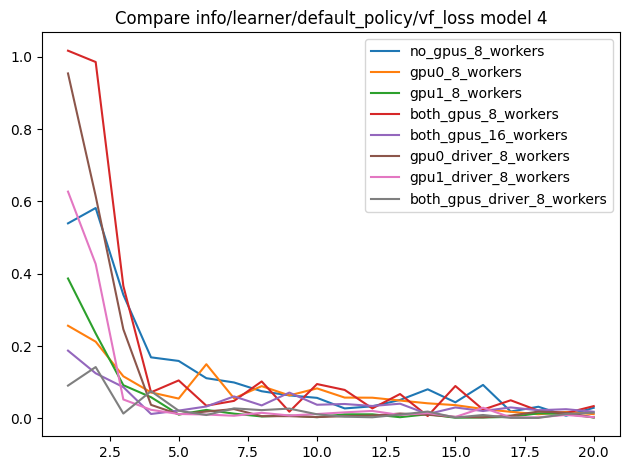 Compare info/learner/default_policy/vf_loss model 4
no_gpus_8_workers
gpu0_8_workers
gpu1_8_workers
both_gpus_8_workers
both_gpus_16_workers
gpu0_driver_8_workers
gpu1_driver_8_workers
both_gpus_driver_8_workers
1.0
0.8
0.6
0.4
0.2
0.0
2.5 5.0 7.5 10.0 12.5 15.0 17.5 20.0